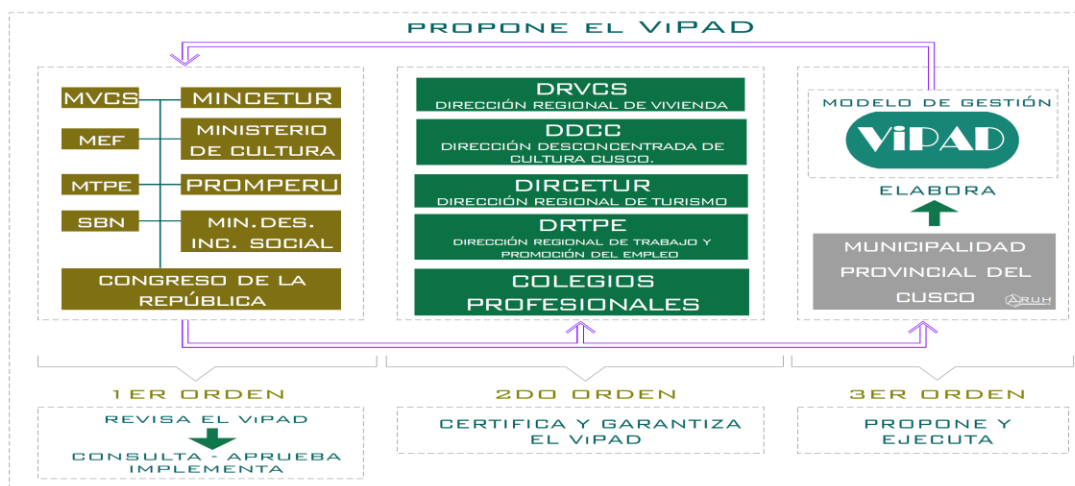 PROPONE EL ViPAD
MVCS
MINCETUR
MEF
MINISTERIO
DE CULTURA
MTPE
PROMPERU
SBN
MIN.DES.
INC. SOCIAL
CONGRESO DE LA
REPÚBLICA
DRVCS
DIRECCIÓN REGIONAL DE VIVIENDA
DDCC
DIRECCIÓN DESCONCENTRADA DE
CULTURA CUSCO.
DIRCETUR
DIRECCIÓN REGIONAL DE TURISMO
DRTPE
DIRECCIÓN REGIONAL DE TRABAJO Y
PROMOCIÓN DEL EMPLEO
COLEGIOS
PROFESIONALES
MODELO DE GESTIÓN
ViPAD
ELABORA
MUNICIPALIDAD
PROVINCIAL DEL
CUSCO
ARUH
1ER ORDEN
REVISA EL ViPAD
CONSULTA - APRUEBA
IMPLEMENTA
2DO ORDEN
CERTIFICA Y GARANTIZA
EL ViPAD
3ER ORDEN
PROPONE Y
EJECUTA